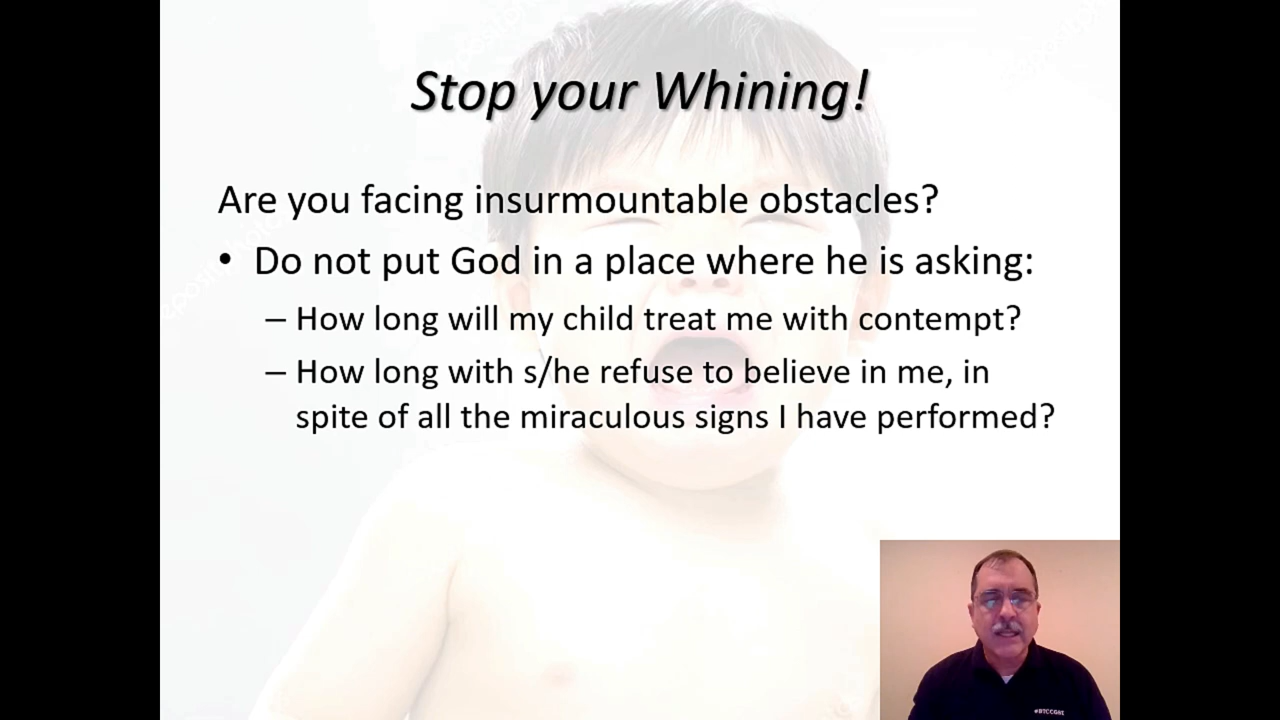 Stop your Whining!
Are you facing insurmountable obstacles?
• Do not put God in a place where he is asking:
– How long will my child treat me with contempt?
– How long with s/he refuse to believe in me, in
spite of all the miraculous signs I have performed?